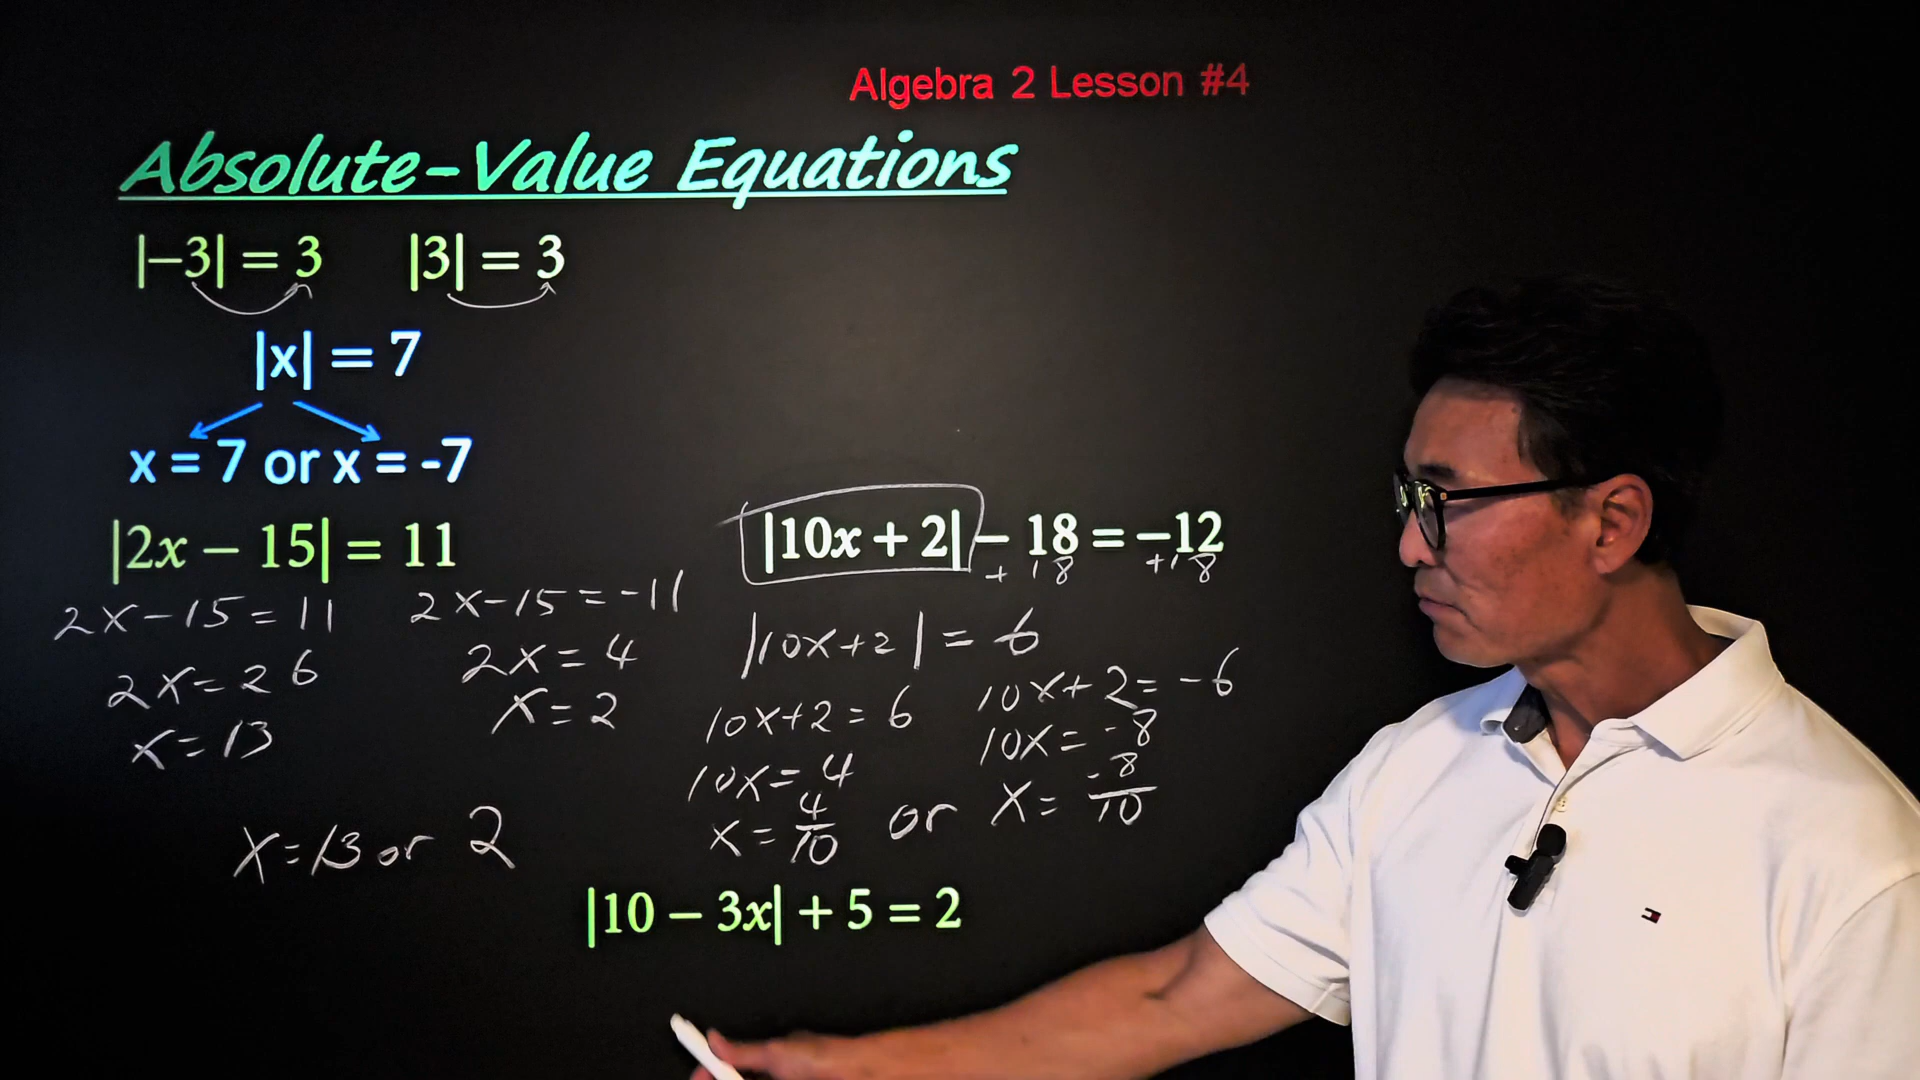 Algebra 2 Lesson #4
Absolute-Value Equations
|−3| = 3
|3| = 3
|x| = 7
x = 7 or x = -7
|2x − 15| = 11
2x-15=11
2x=26
x=13
2x-15=-11
2x=4
x=2
x=13 or 2
|10x + 2| − 18 = −12
+18 +18
|10x+2|=6
10x+2=6
10x=4
x=4/10
or
10x+2=-6
10x=-8
x=-8/10
|10 − 3x| + 5 = 2